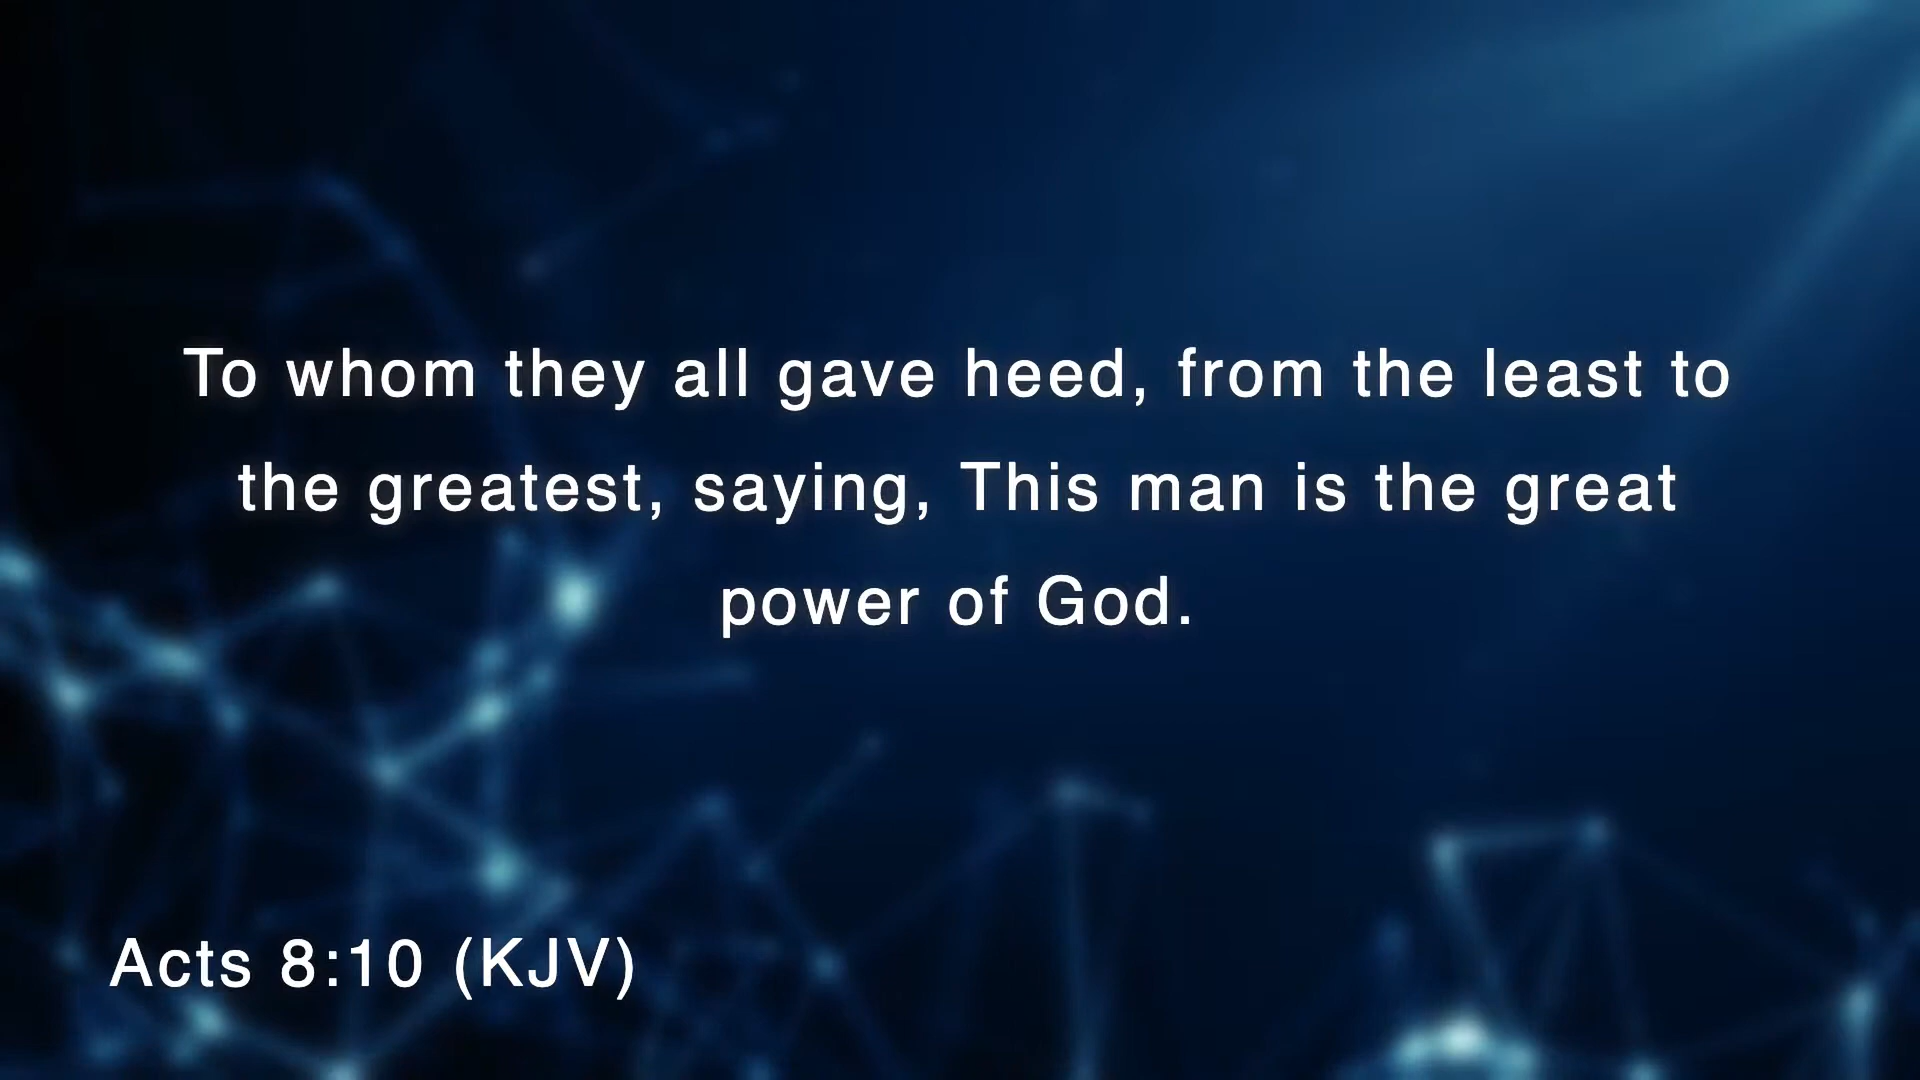 To whom they all gave heed, from the least to
the greatest, saying, This man is the great
power of God.
Acts 8:10 (KJV)